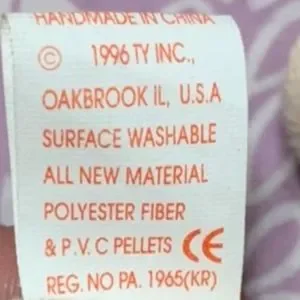 HANDMADE IN CHINA
© 1996 TY INC.,
OAKBROOK IL, U.S.A
SURFACE WASHABLE
ALL NEW MATERIAL
POLYESTER FIBER
& P.V.C PELLETS CE
REG. NO PA. 1965(KR)